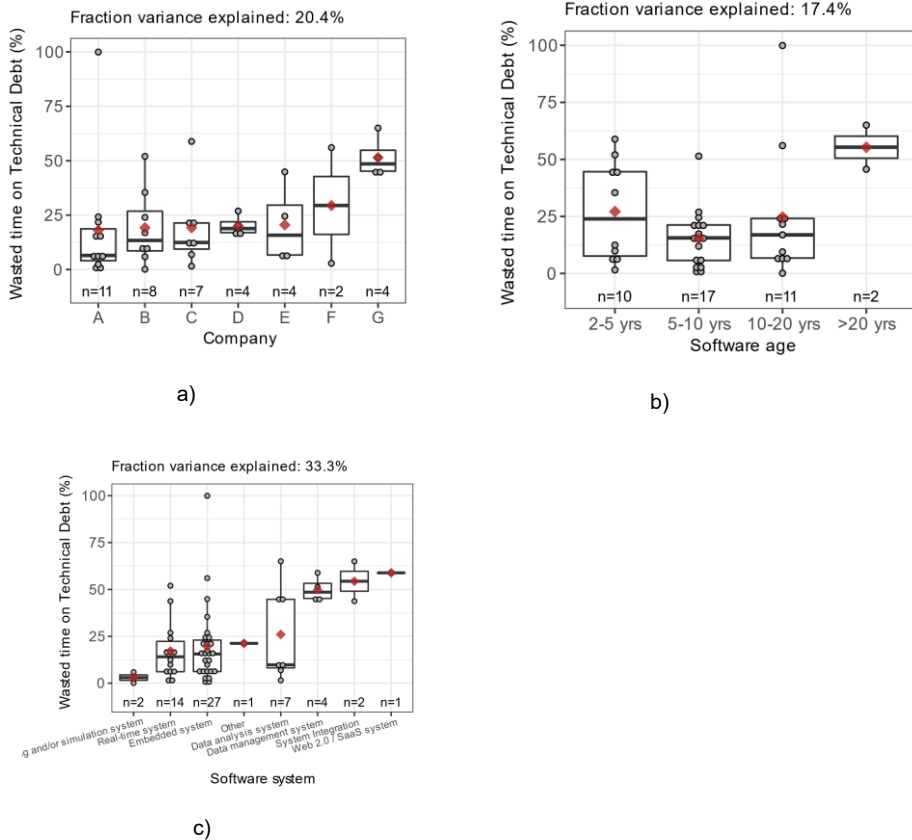 Fraction variance explained: 20.4%
Wasted time on Technical Debt (%)
100
75
50
25
0
n=11 n=8 n=7 n=4 n=4 n=2 n=4
A B C D E F G
Company
a)
Fraction variance explained: 17.4%
Wasted time on Technical Debt (%)
100
75
50
25
0
n=10 n=17 n=11 n=2
2-5 yrs 5-10 yrs 10-20 yrs >20 yrs
Software age
b)
Fraction variance explained: 33.3%
Wasted time on Technical Debt (%)
100
75
50
25
0
n=2 n=14 n=27 n=1 n=7 n=4 n=2 n=1
g and/or simulation system
Real-time system
Embedded system
Other
Data analysis system
Data management system
System Integration
Web 2.0 / SaaS system
Software system
c)